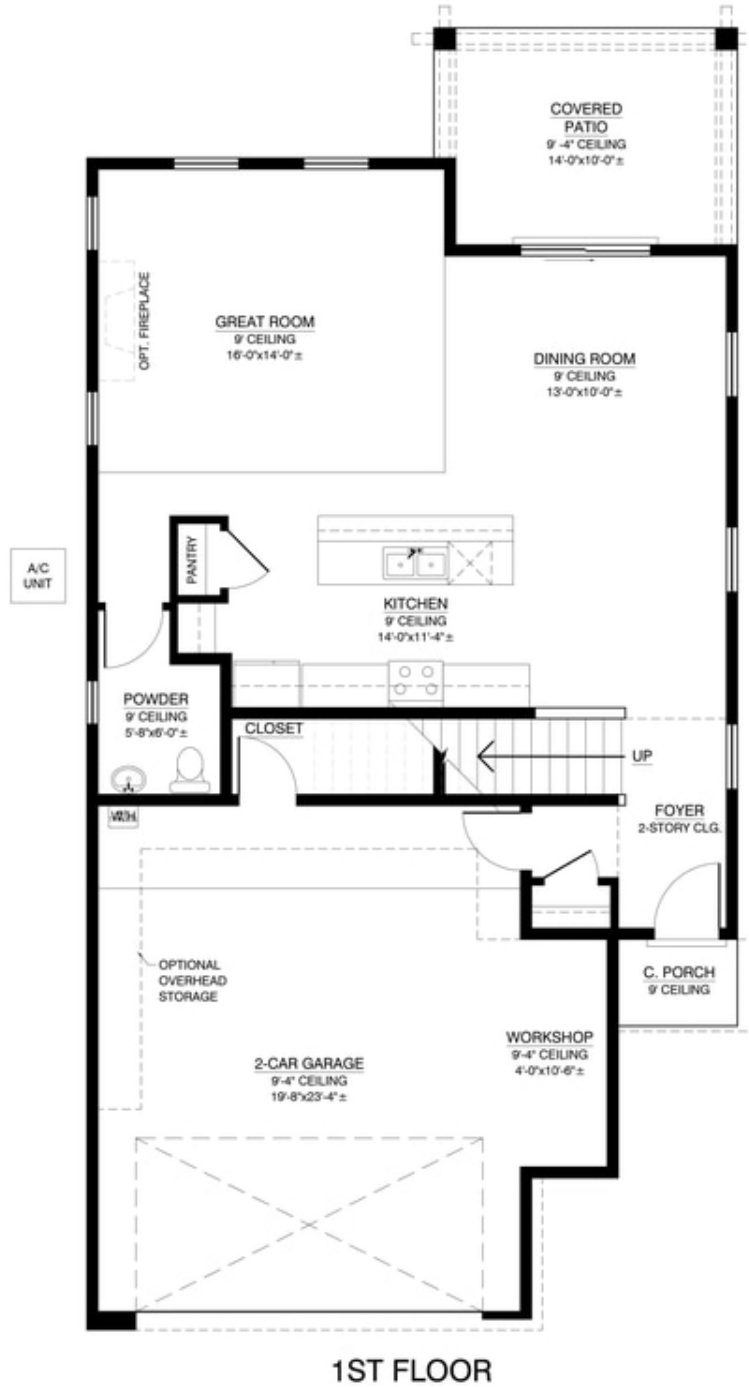 COVERED
PATIO
9'-4" CEILING
14'-0"x10'-0"±
OPT. FIREPLACE
GREAT ROOM
9' CEILING
16'-0"x14'-0"±
DINING ROOM
9' CEILING
13'-0"x10'-0"±
A/C
UNIT
PANTRY
KITCHEN
9' CEILING
14'-0"x11'-4"±
POWDER
9' CEILING
5'-8"x6'-0"±
CLOSET
UP
FOYER
2-STORY CLG.
OPTIONAL
OVERHEAD
STORAGE
C. PORCH
9' CEILING
WORKSHOP
9'-4" CEILING
4'-0"x10'-6"±
2-CAR GARAGE
9'-4" CEILING
19'-8"x23'-4"±
1ST FLOOR